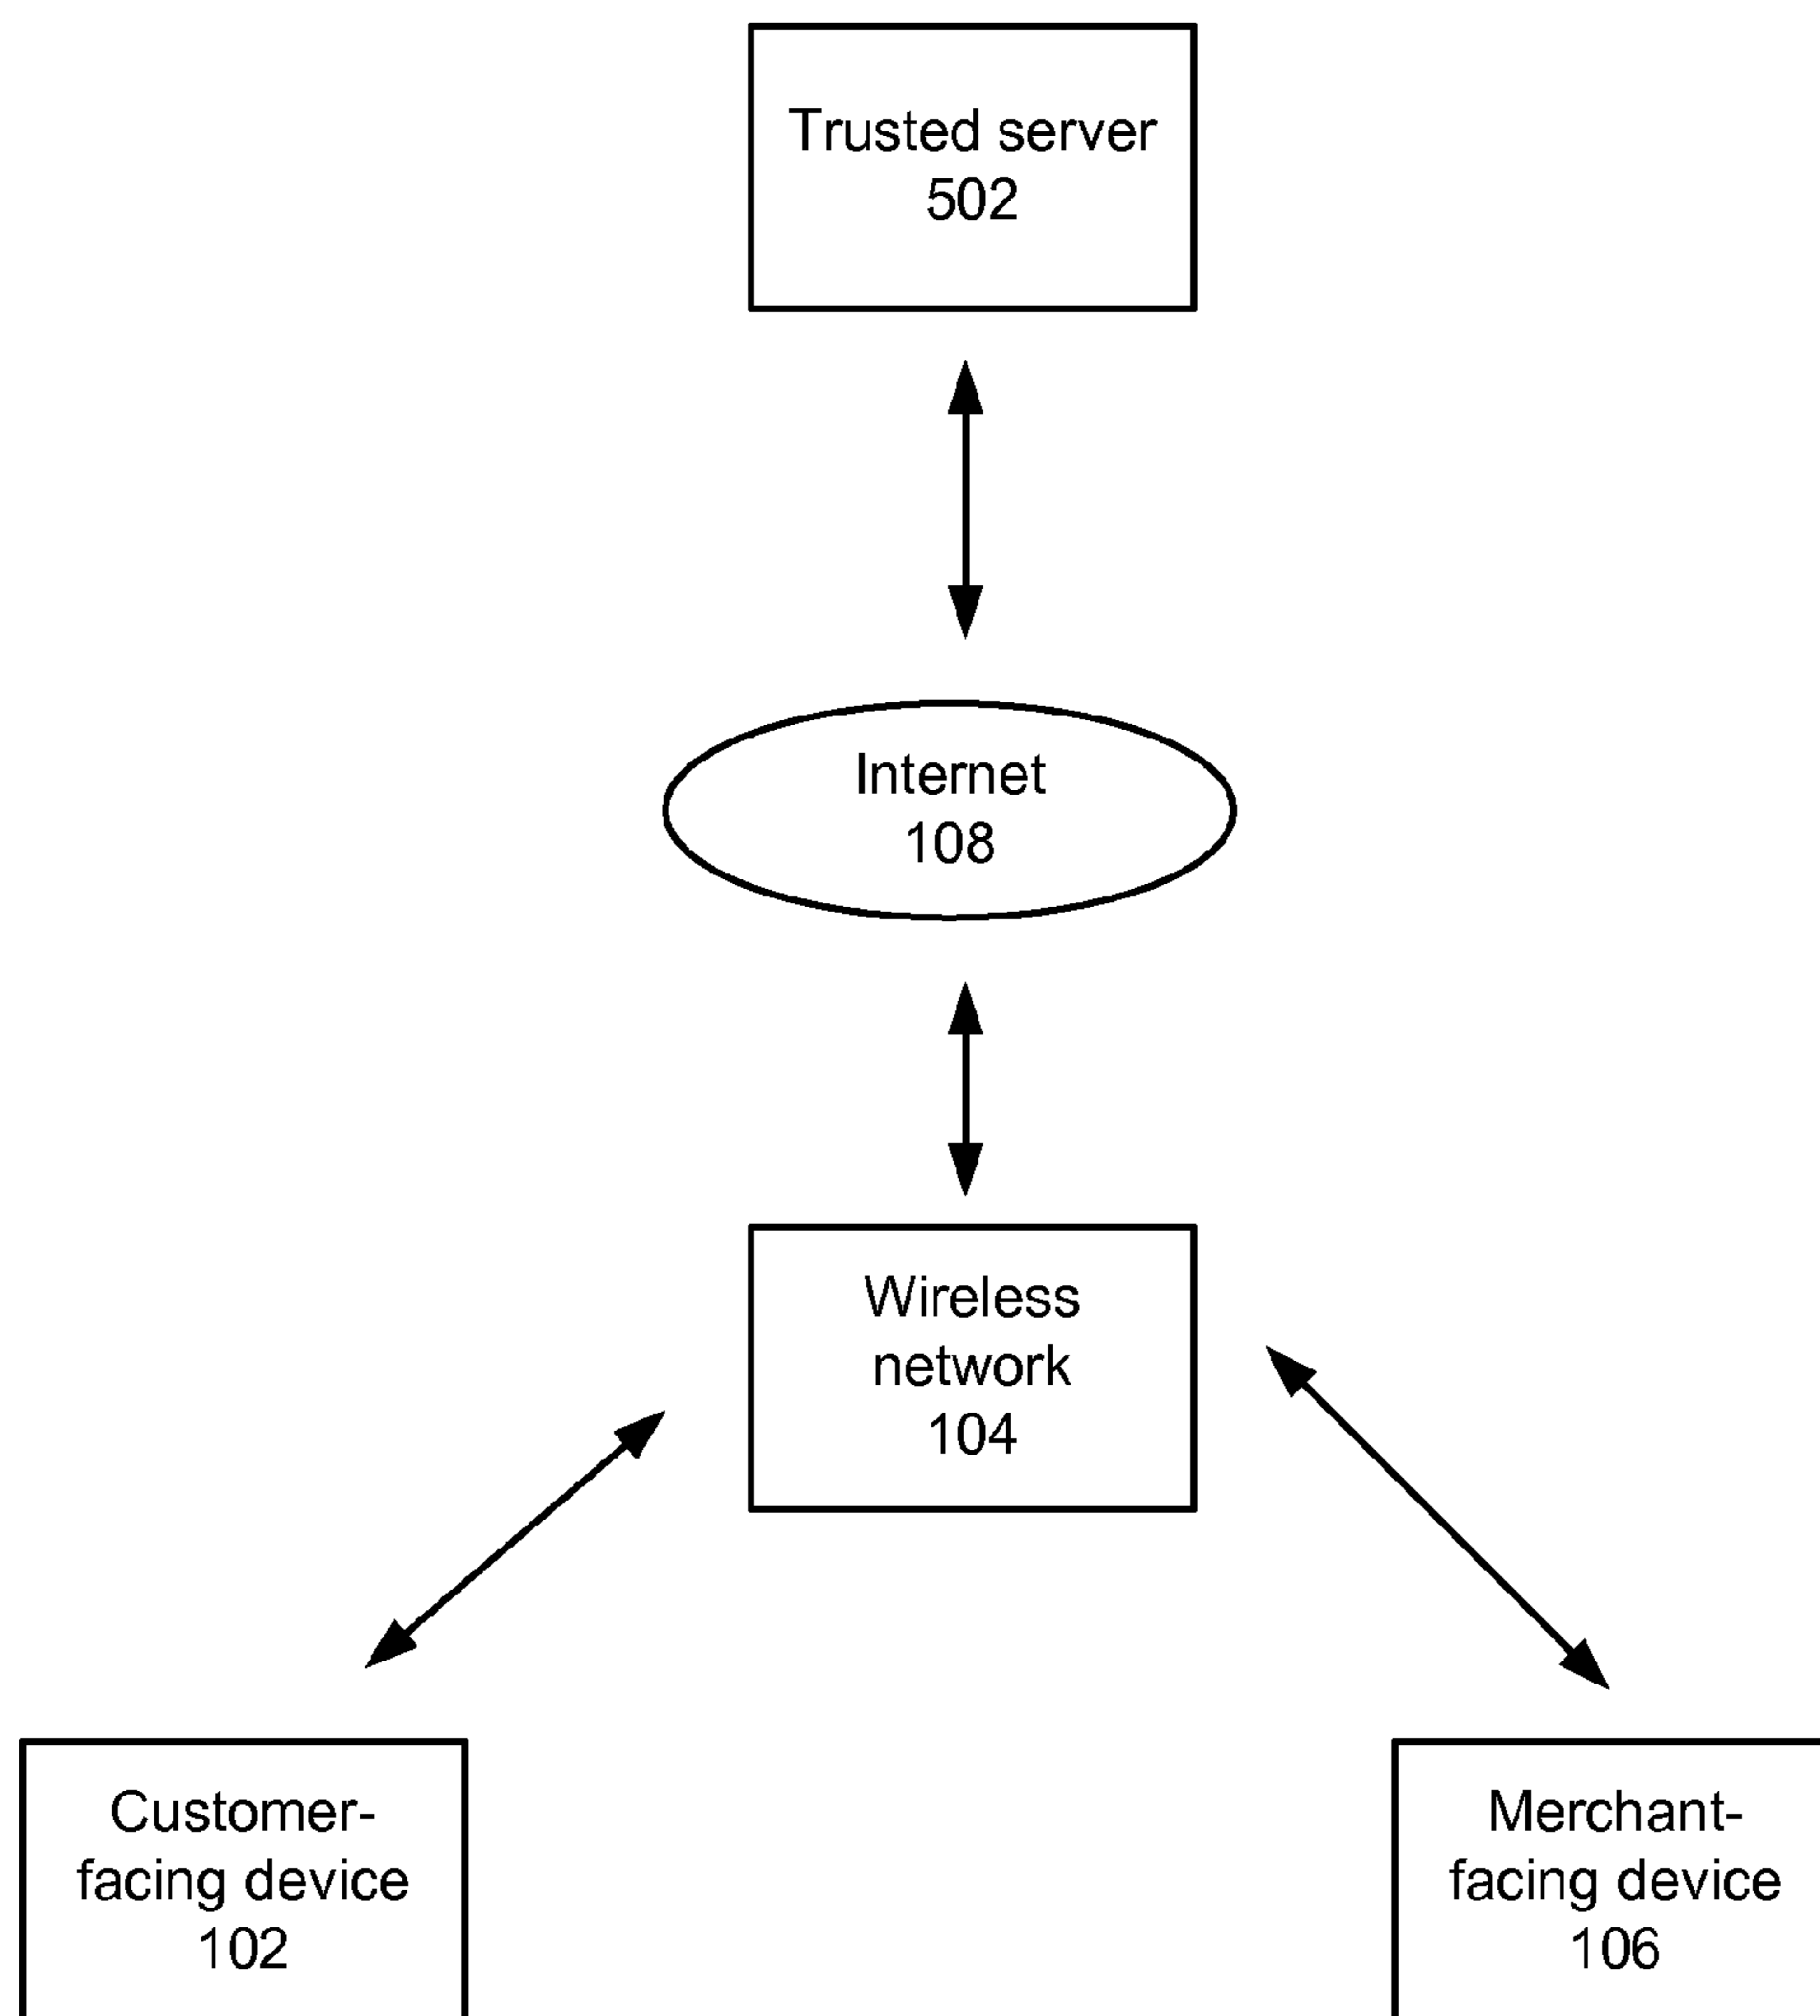 Trusted server
502
Internet
108
Wireless
network
104
Customer-
facing device
102
Merchant-
facing device
106